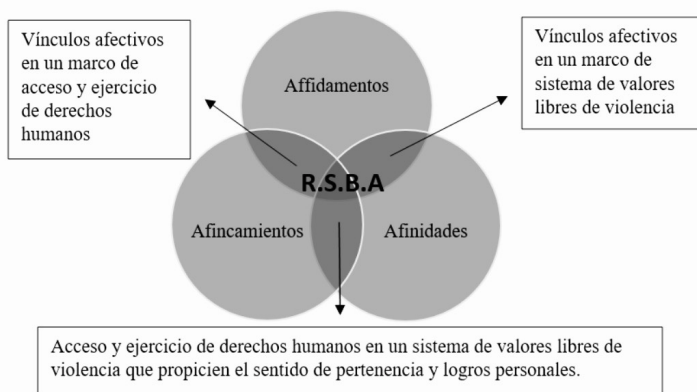 Vínculos afectivos
en un marco de
acceso y ejercicio
de derechos
humanos
Affidamentos
Vínculos afectivos
en un marco de
sistema de valores
libres de violencia
R.S.B.A
Afincamientos
Afinidades
Acceso y ejercicio de derechos humanos en un sistema de valores libres de
violencia que propicien el sentido de pertenencia y logros personales.